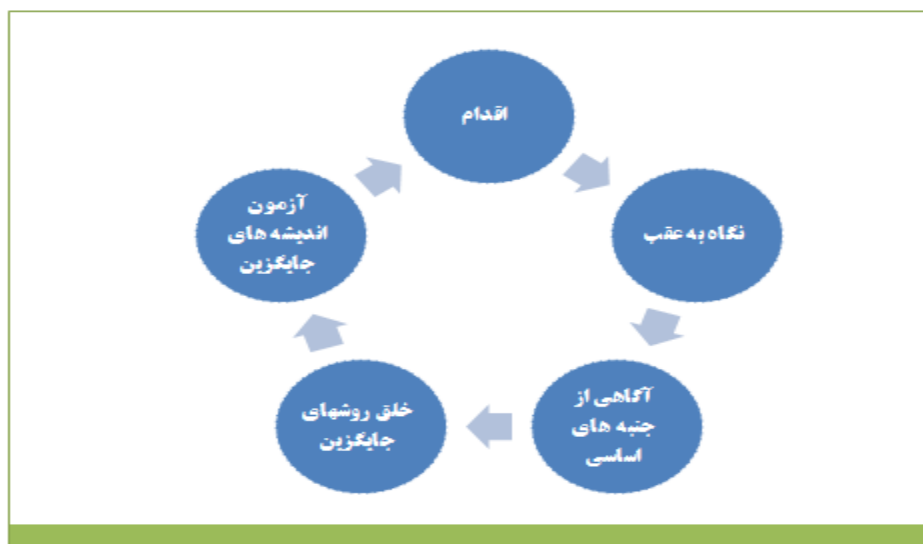 اقدام
نگاه به عقب
آگاهی از
جنبه های
اساسی
خلق روشهای
جایگزین
آزمون
اندیشه های
جایگزین